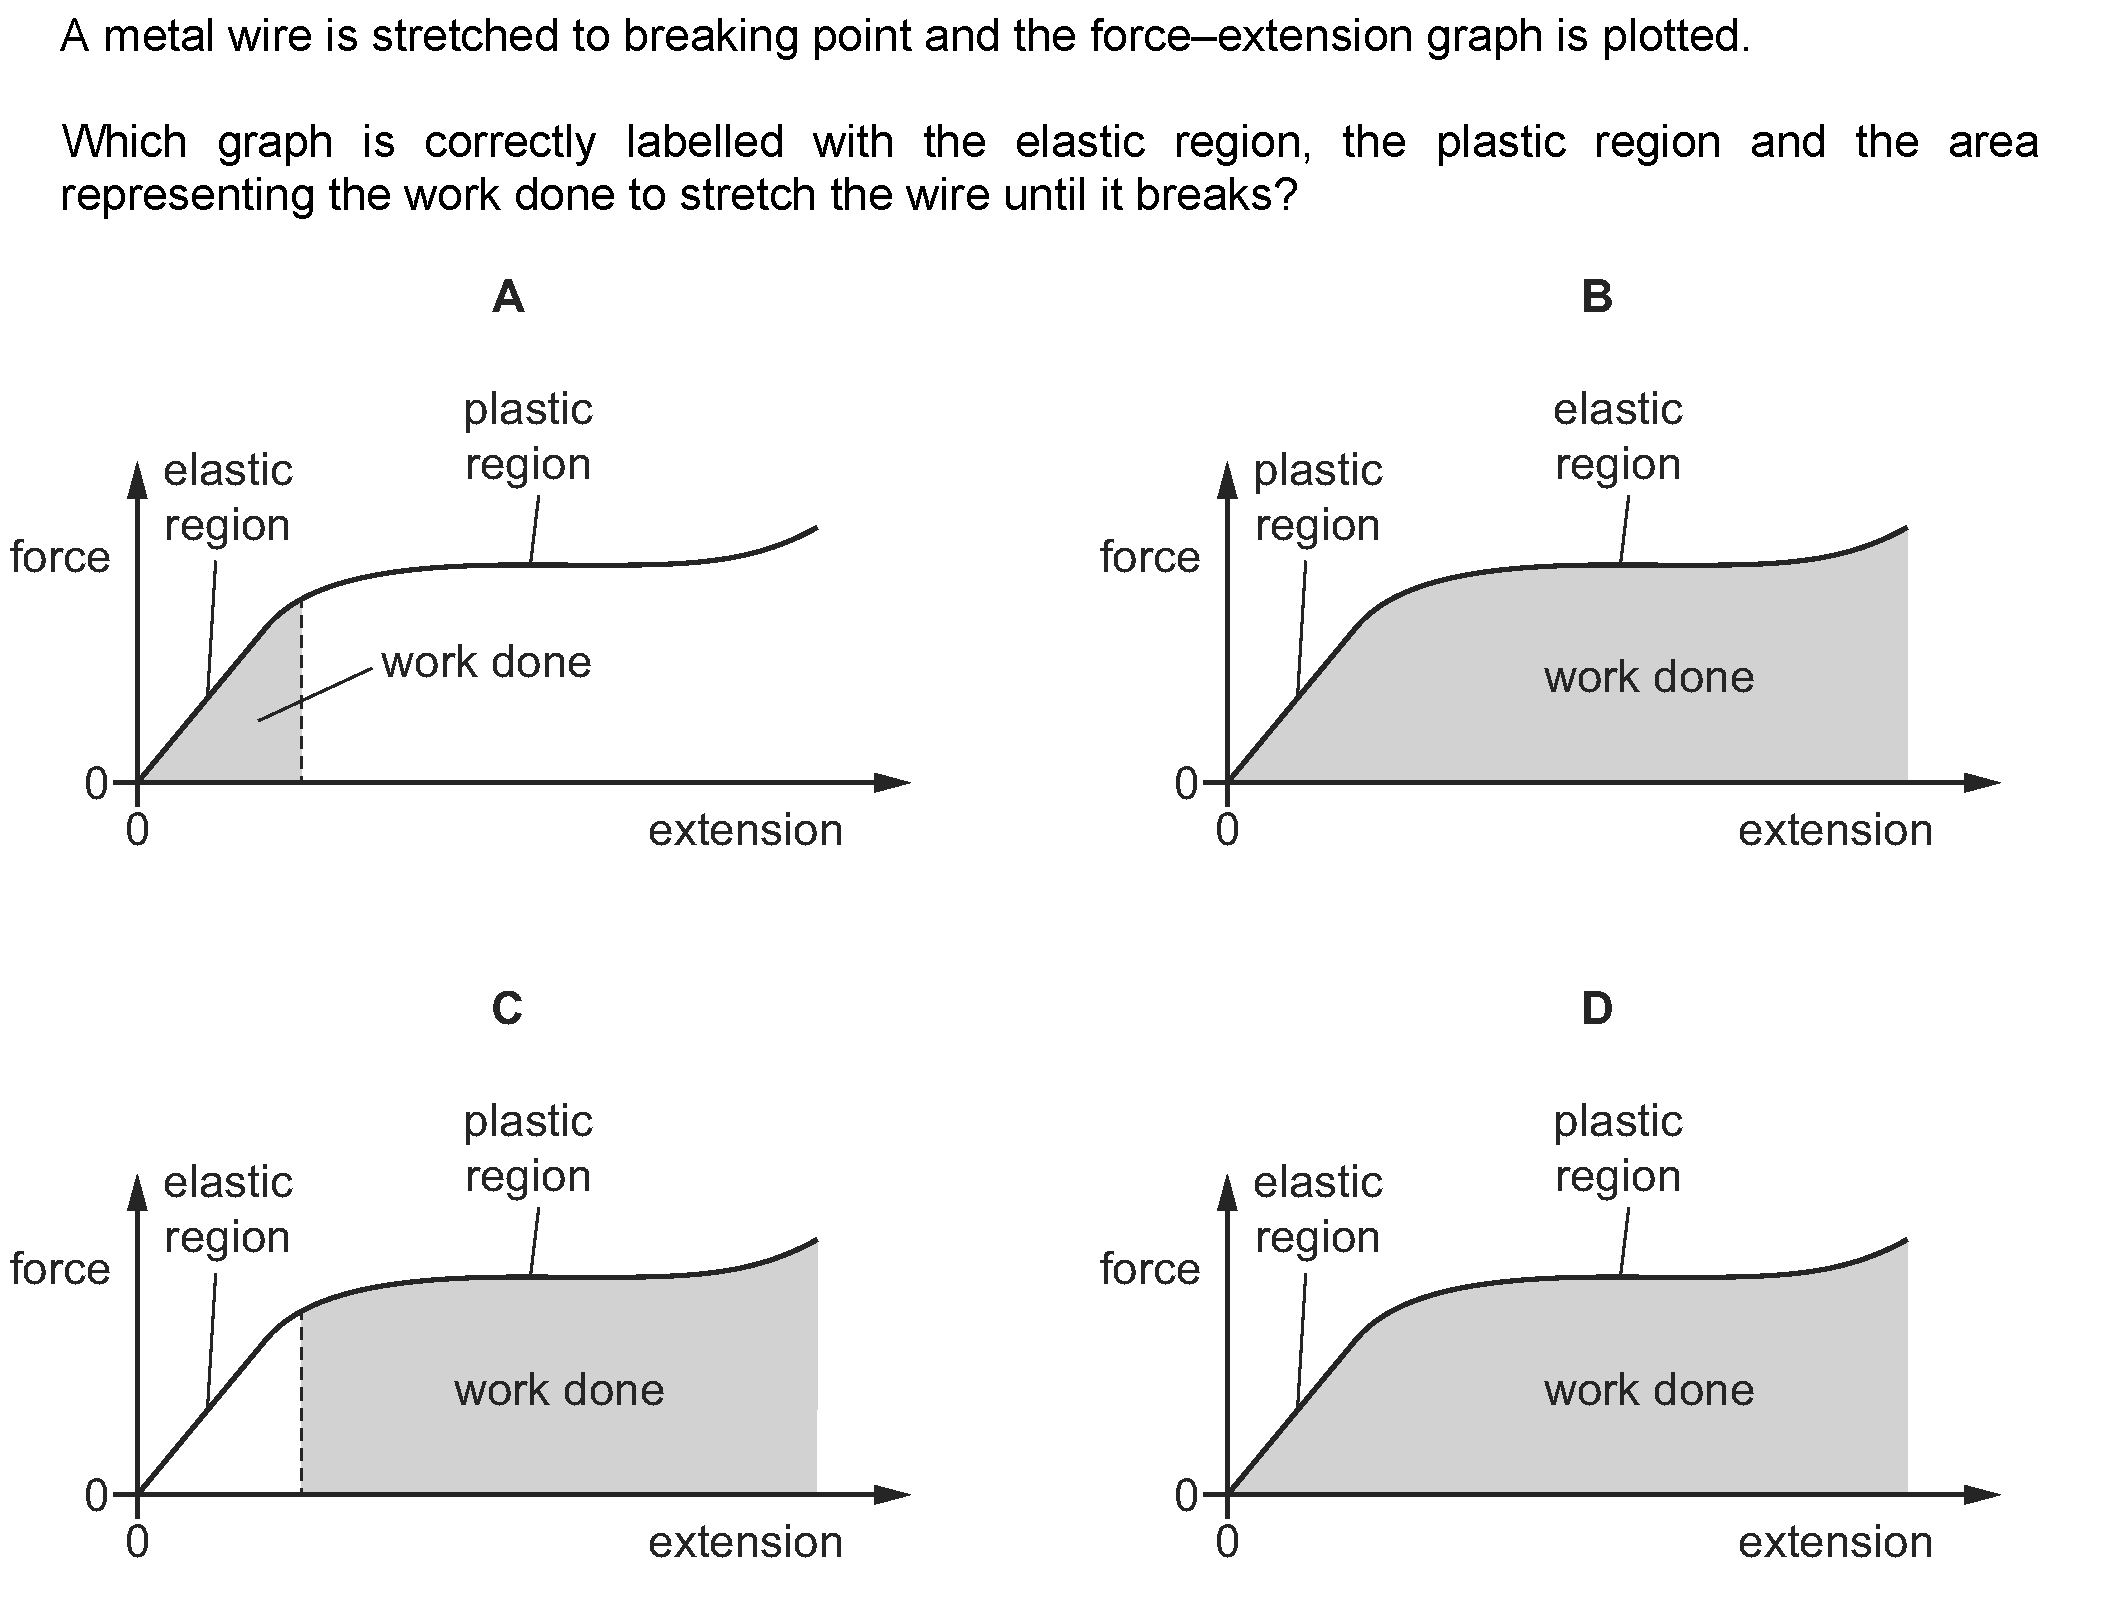 A metal wire is stretched to breaking point and the force–extension graph is plotted.
Which graph is correctly labelled with the elastic region, the plastic region and the area
representing the work done to stretch the wire until it breaks?
A
plastic
region
elastic
region
force
work done
0
0
extension
B
elastic
region
plastic
region
force
work done
0
0
extension
C
plastic
region
elastic
region
force
work done
0
0
extension
D
plastic
region
elastic
region
force
work done
0
0
extension